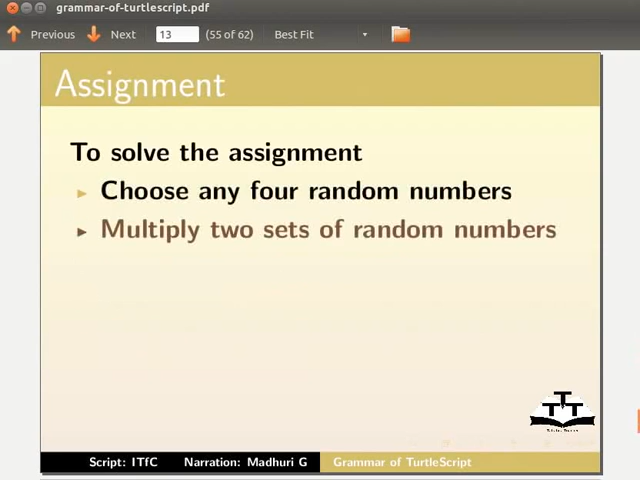 grammar-of-turtlescript.pdf
Previous Next 13 (55 of 62) Best Fit
Assignment
To solve the assignment
Choose any four random numbers
Multiply two sets of random numbers
TTT
Script: ITfC Narration: Madhuri G Grammar of TurtleScript